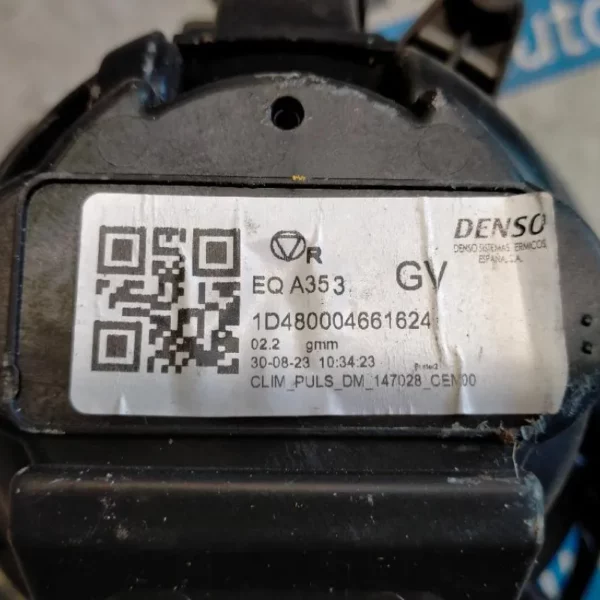 Auto
DENSO
DENSO SISTEMAS TERMICOS
ESPAÑA, S.A.
R
EQ A353
GV
1D480004661624
02.2 gmm
30-08-23 10:34:23
CLIM_PULS_DM_147028_CEN00